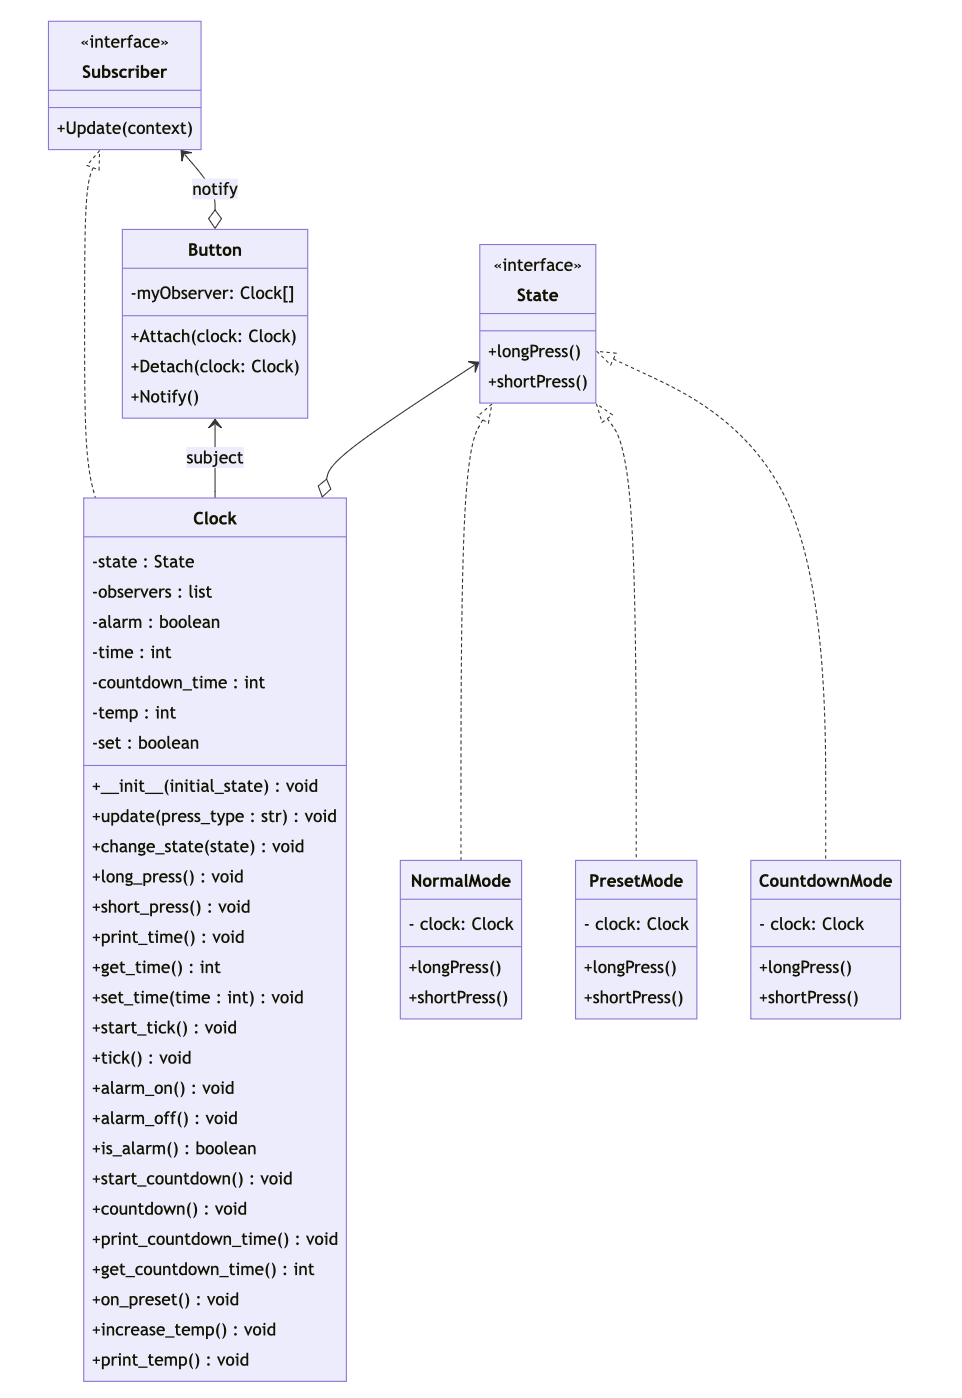 «interface»
Subscriber
+Update(context)
notify
Button
-myObserver: Clock[]
+Attach(clock: Clock)
+Detach(clock: Clock)
+Notify()
subject
«interface»
State
+longPress()
+shortPress()
Clock
-state : State
-observers : list
-alarm : boolean
-time : int
-countdown_time : int
-temp : int
-set : boolean
+__init__(initial_state) : void
+update(press_type : str) : void
+change_state(state) : void
+long_press() : void
+short_press() : void
+print_time() : void
+get_time() : int
+set_time(time : int) : void
+start_tick() : void
+tick() : void
+alarm_on() : void
+alarm_off() : void
+is_alarm() : boolean
+start_countdown() : void
+countdown() : void
+print_countdown_time() : void
+get_countdown_time() : int
+on_preset() : void
+increase_temp() : void
+print_temp() : void
NormalMode
- clock: Clock
+longPress()
+shortPress()
PresetMode
- clock: Clock
+longPress()
+shortPress()
CountdownMode
- clock: Clock
+longPress()
+shortPress()